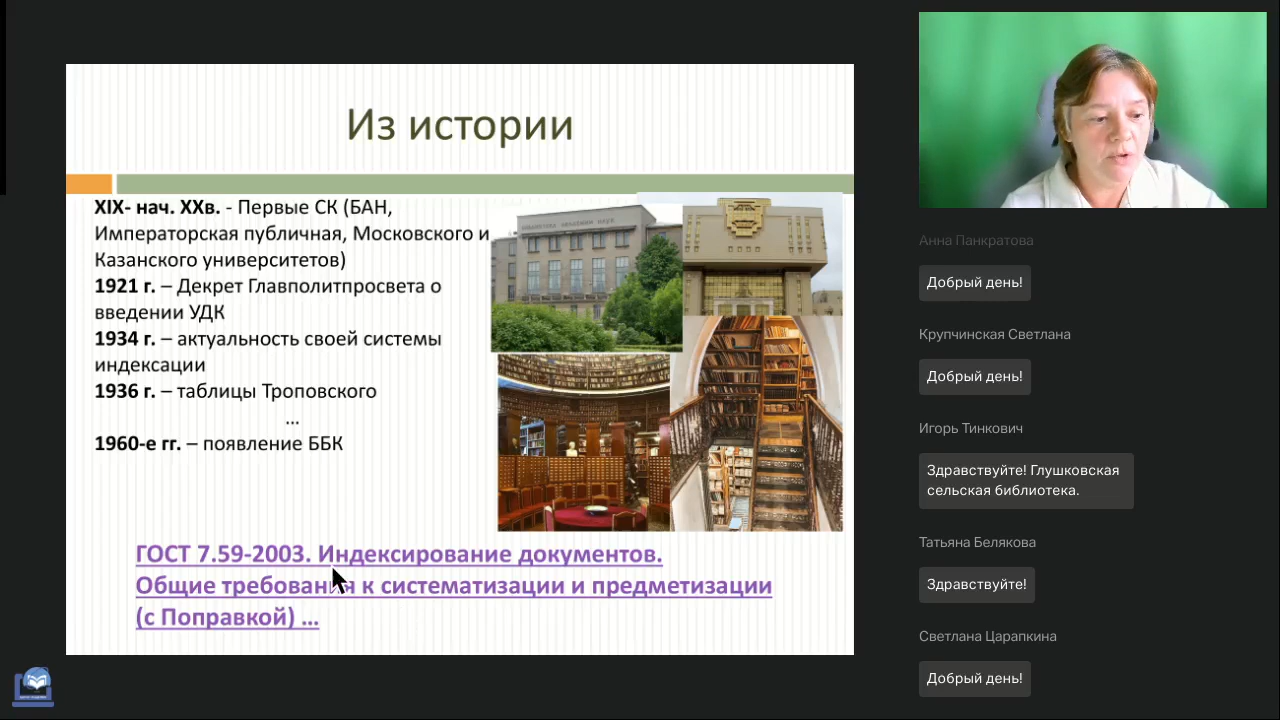 Из истории
XIX- нач. XXв. - Первые СК (БАН,
Императорская публичная, Московского и
Казанского университетов)
1921 г. – Декрет Главполитпросвета о
введении УДК
1934 г. – актуальность своей системы
индексации
1936 г. – таблицы Троповского
...
1960-е гг. – появление ББК
ГОСТ 7.59-2003. Индексирование документов.
Общие требования к систематизации и предметизации
(с Поправкой) ...
Анна Панкратова
Добрый день!
Крупчинская Светлана
Добрый день!
Игорь Тинкович
Здравствуйте! Глушковская
сельская библиотека.
Татьяна Белякова
Здравствуйте!
Светлана Царапкина
Добрый день!